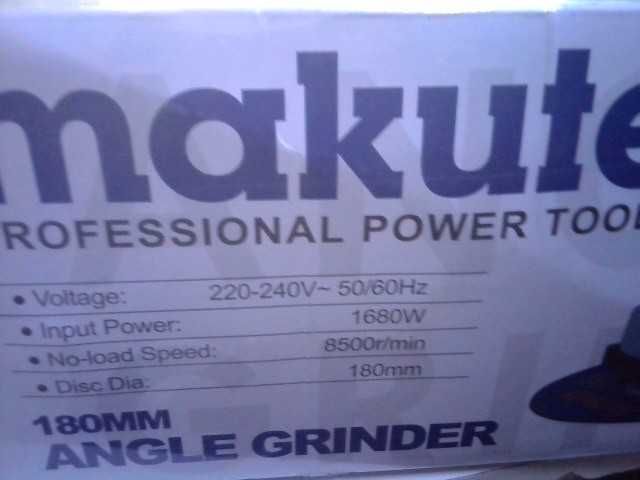 makute
PROFESSIONAL POWER TOOL
• Voltage: 220-240V~ 50/60Hz
• Input Power: 1680W
• No-load Speed: 8500r/min
• Disc Dia: 180mm
180MM
ANGLE GRINDER